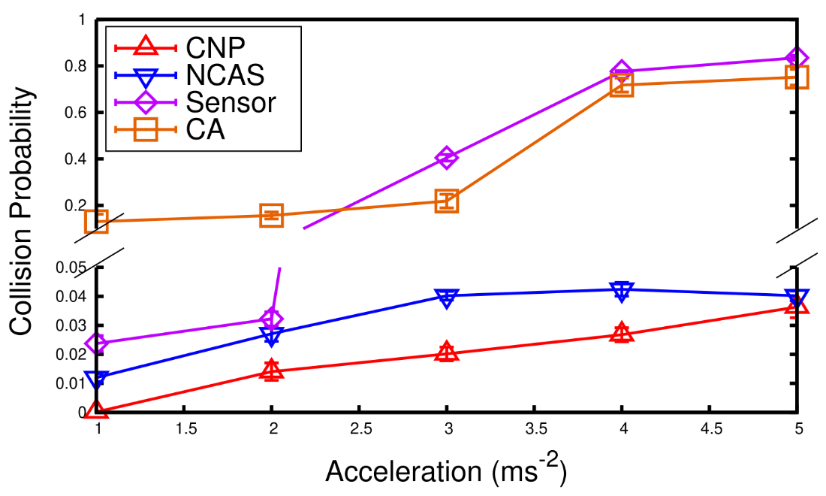 1
0.8
0.6
0.4
0.2
0.05
0.04
0.03
0.02
0.01
0
CNP
NCAS
Sensor
CA
Collision Probability
1 1.5 2 2.5 3 3.5 4 4.5 5
Acceleration (ms⁻²)